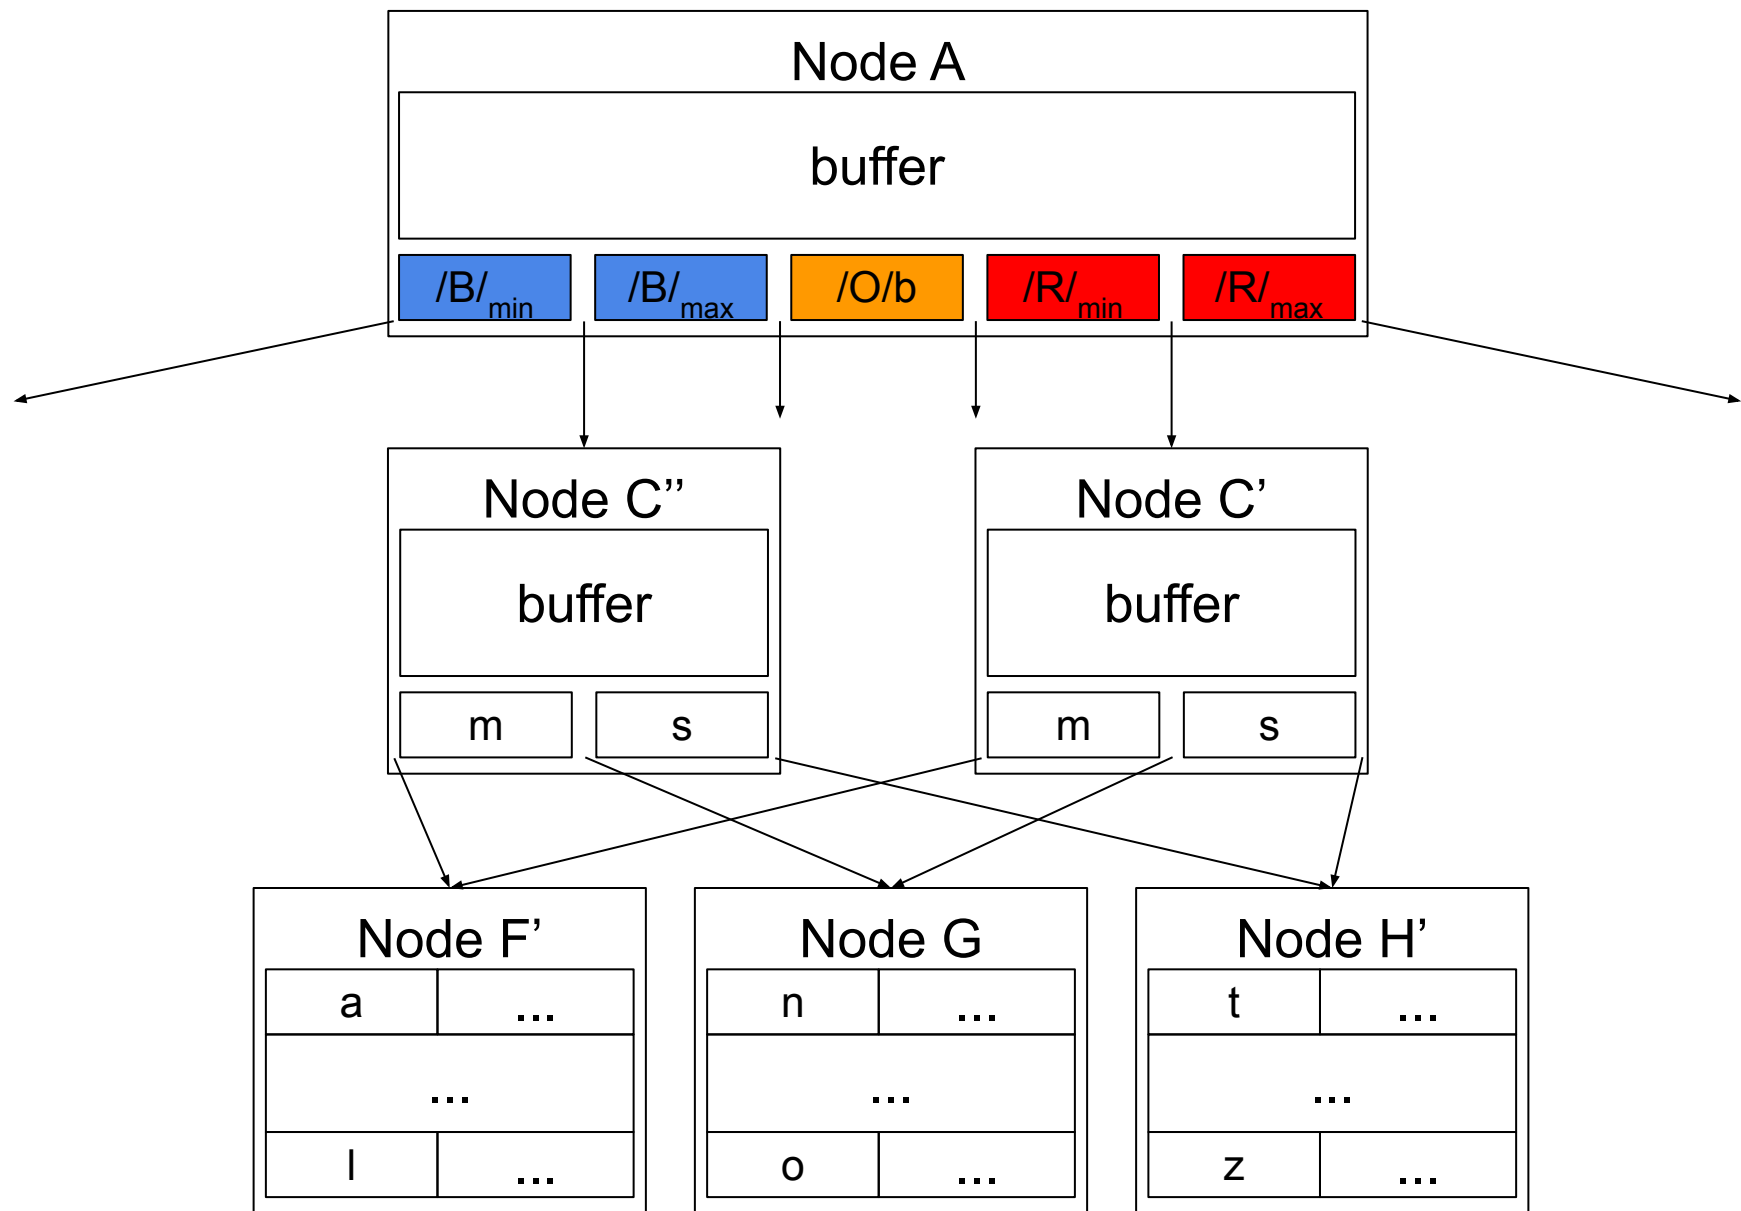 Node A
buffer
/B/min /B/max /O/b /R/min /R/max
Node C’’ Node C’
buffer buffer
m s m s
Node F’ Node G Node H’
a ... n ... t ...
... ... ...
l ... o ... z ...